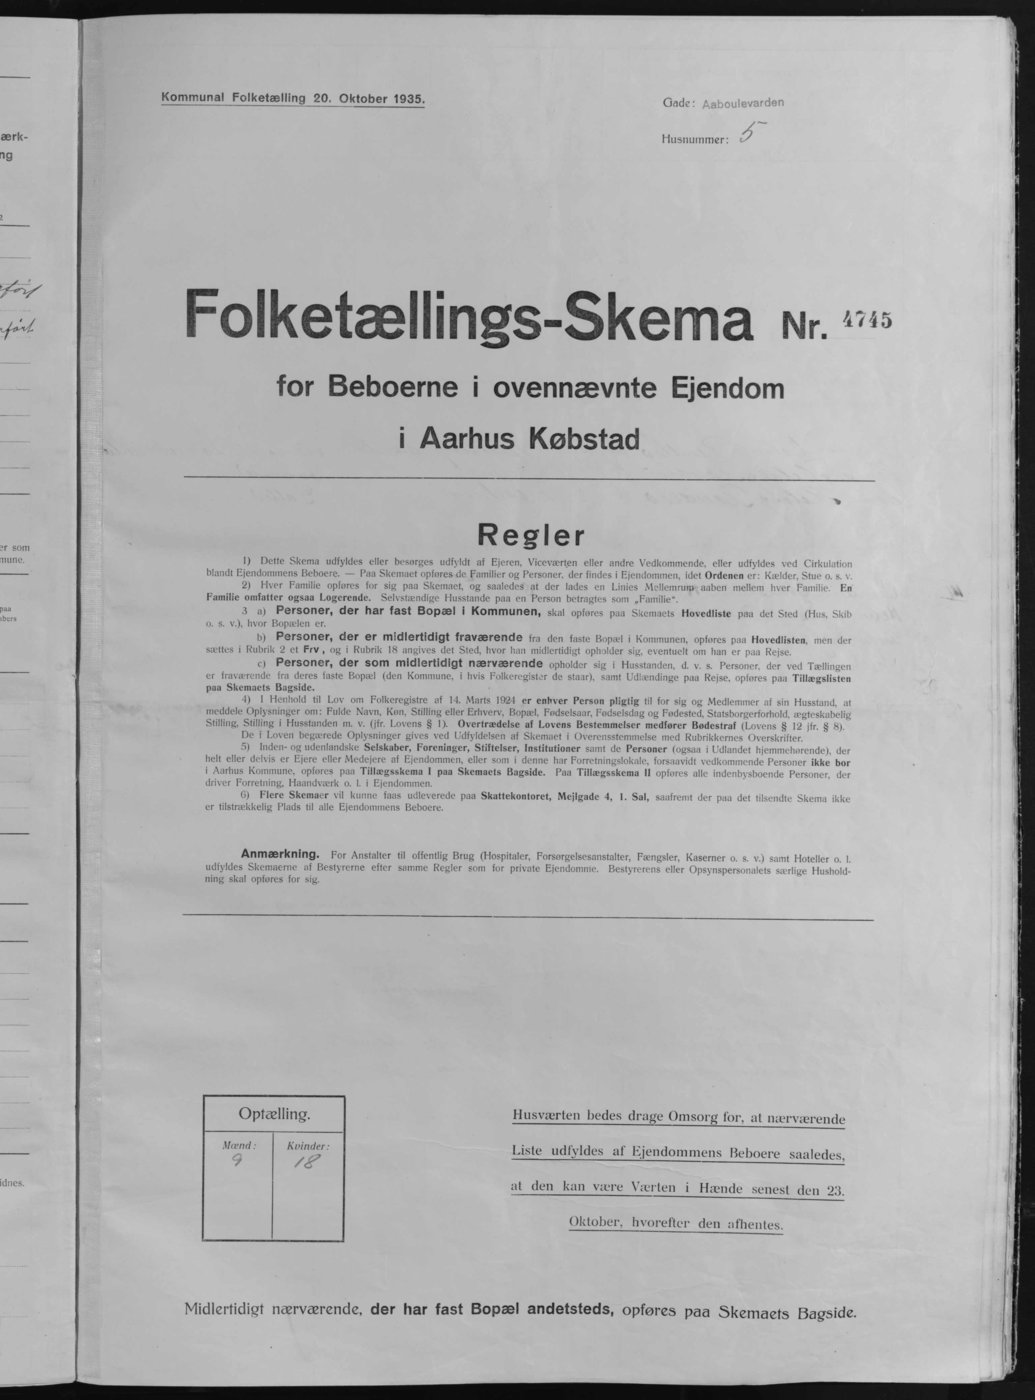 Kommunal Folketælling 20. Oktober 1935.
Gade: Aaboulevarden
Husnummer: 5
Folketællings-Skema Nr. 4745
for Beboerne i ovennævnte Ejendom
i Aarhus Købstad
Regler
1) Dette Skema udfyldes eller besørges udfyldt af Ejeren, Viceværten eller andre Vedkommende, eller udfyldes ved Cirkulation
blandt Ejendommens Beboere. — Paa Skemaet opføres de Familier og Personer, der findes i Ejendommen, idet Ordenen er: Kælder, Stue o. s. v.
2) Hver Familie opføres for sig paa Skemaet, og saaledes at der lades en Linies Mellemrum aaben mellem hver Familie. En
Familie omfatter ogsaa Logerende. Selvstændige Husstande paa en Person betragtes som „Familie“.
3 a) Personer, der har fast Bopæl i Kommunen, skal opføres paa Skemaets Hovedliste paa det Sted (Hus, Skib
o. s. v.), hvor Bopælen er.
b) Personer, der er midlertidigt fraværende fra den faste Bopæl i Kommunen, opføres paa Hovedlisten, men der
sættes i Rubrik 2 et Frv., og i Rubrik 18 angives det Sted, hvor han midlertidigt opholder sig, eventuelt om han er paa Rejse.
c) Personer, der som midlertidigt nærværende opholder sig i Husstanden, d. v. s. Personer, der ved Tællingen
er fraværende fra deres faste Bopæl (den Kommune, i hvis Folkeregister de staar), samt Udlændinge paa Rejse, opføres paa Tillægslisten
paa Skemaets Bagside.
4) I Henhold til Lov om Folkeregistre af 14. Marts 1924 er enhver Person pligtig til for sig og Medlemmer af sin Husstand, at
meddele Oplysninger om: Fulde Navn, Køn, Stilling eller Erhverv, Bopæl, Fødselsaar, Fødselsdag og Fødested, Statsborgerforhold, ægteskabelig
Stilling, Stilling i Husstanden m. v. (jfr. Lovens § 1). Overtrædelse af Lovens Bestemmelser medfører Bødestraf (Lovens § 12 jfr. § 8).
De i Loven begærede Oplysninger gives ved Udfyldelsen af Skemaet i Overensstemmelse med Rubrikkernes Overskrifter.
5) Inden- og udenlandske Selskaber, Foreninger, Stiftelser, Institutioner samt de Personer (ogsaa i Udlandet hjemmehørende), der
helt eller delvis er Ejere eller Medejere af Ejendommen, eller som i denne har Forretningslokale, forsaavidt vedkommende Personer ikke bor
i Aarhus Kommune, opføres paa Tillægsskema I paa Skemaets Bagside. Paa Tillægsskema II opføres alle indenbysboende Personer, der
driver Forretning, Haandværk o. l. i Ejendommen.
6) Flere Skemaer vil kunne faas udleverede paa Skattekontoret, Mejlgade 4, 1. Sal, saafremt der paa det tilsendte Skema ikke
er tilstrækkelig Plads til alle Ejendommens Beboere.
Anmærkning. For Anstalter til offentlig Brug (Hospitaler, Forsørgelsesanstalter, Fængsler, Kaserner o. s. v.) samt Hoteller o. l.
udfyldes Skemaerne af Bestyrerne efter samme Regler som for private Ejendomme. Bestyrerens eller Opsynspersonalets særlige Hushold-
ning skal opføres for sig.
Optælling.
Mænd: Kvinder:
9 18
Husværten bedes drage Omsorg for, at nærværende
Liste udfyldes af Ejendommens Beboere saaledes,
at den kan være Værten i Hænde senest den 23.
Oktober, hvorefter den afhentes.
Midlertidigt nærværende, der har fast Bopæl andetsteds, opføres paa Skemaets Bagside.